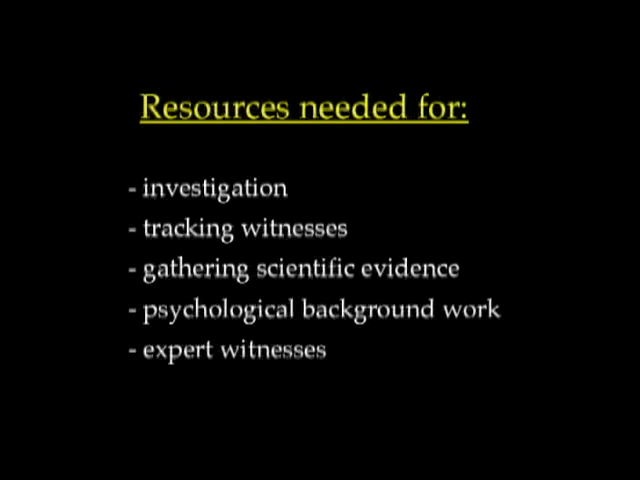 Resources needed for:
- investigation
- tracking witnesses
- gathering scientific evidence
- psychological background work
- expert witnesses